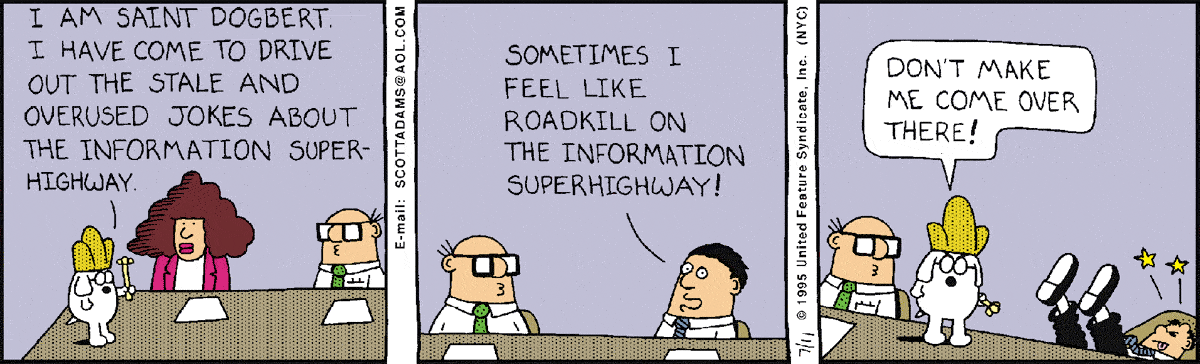 I AM SAINT DOGBERT.
I HAVE COME TO DRIVE
OUT THE STALE AND
OVERUSED JOKES ABOUT
THE INFORMATION SUPER-
HIGHWAY.
E-mail: SCOTTADAMS@AOL.COM
SOMETIMES I
FEEL LIKE
ROADKILL ON
THE INFORMATION
SUPERHIGHWAY!
7/11 © 1995 United Feature Syndicate, Inc. (NYC)
DON'T MAKE
ME COME OVER
THERE!